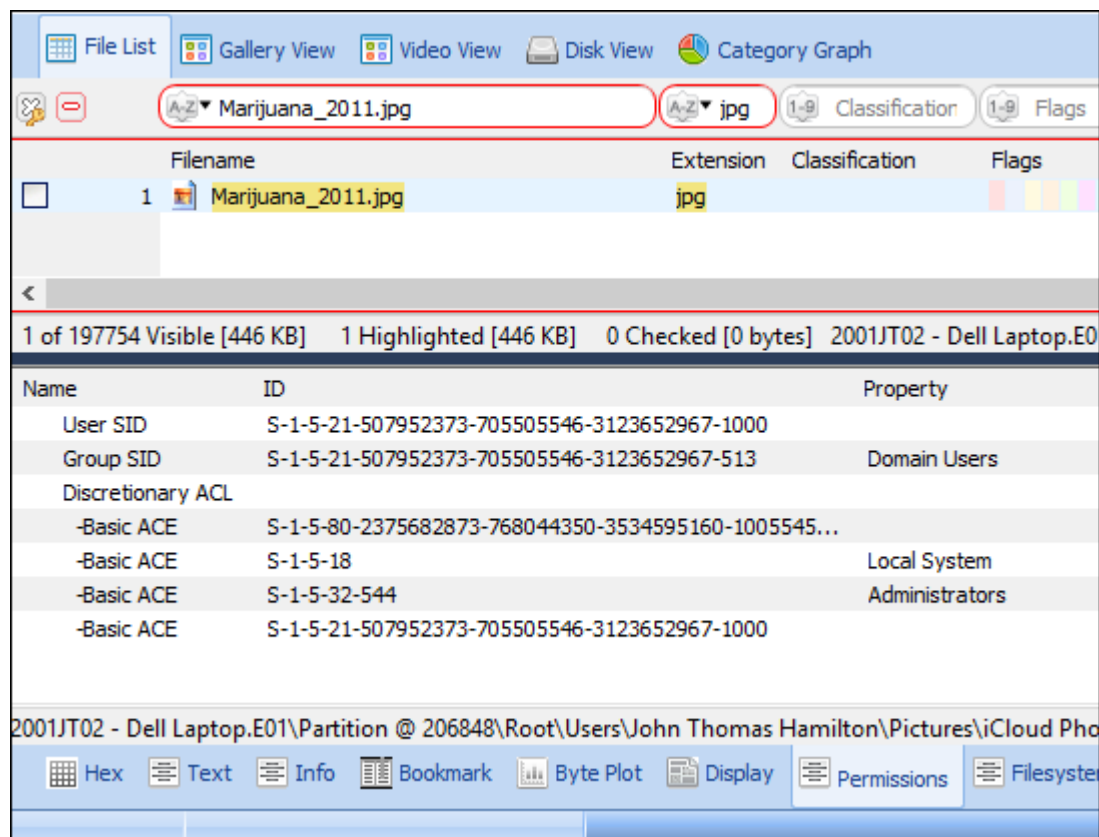 File List Gallery View Video View Disk View Category Graph
A-Z Marijuana_2011.jpg A-Z jpg 1-9 Classification 1-9 Flags
Filename Extension Classification Flags
1 Marijuana_2011.jpg jpg
1 of 197754 Visible [446 KB] 1 Highlighted [446 KB] 0 Checked [0 bytes] 2001JT02 - Dell Laptop.E0
Name ID Property
User SID S-1-5-21-507952373-705505546-3123652967-1000
Group SID S-1-5-21-507952373-705505546-3123652967-513 Domain Users
Discretionary ACL
-Basic ACE S-1-5-80-2375682873-768044350-3534595160-1005545...
-Basic ACE S-1-5-18 Local System
-Basic ACE S-1-5-32-544 Administrators
-Basic ACE S-1-5-21-507952373-705505546-3123652967-1000
2001JT02 - Dell Laptop.E01\Partition @ 206848\Root\Users\John Thomas Hamilton\Pictures\iCloud Pho
Hex Text Info Bookmark Byte Plot Display Permissions Filesyste